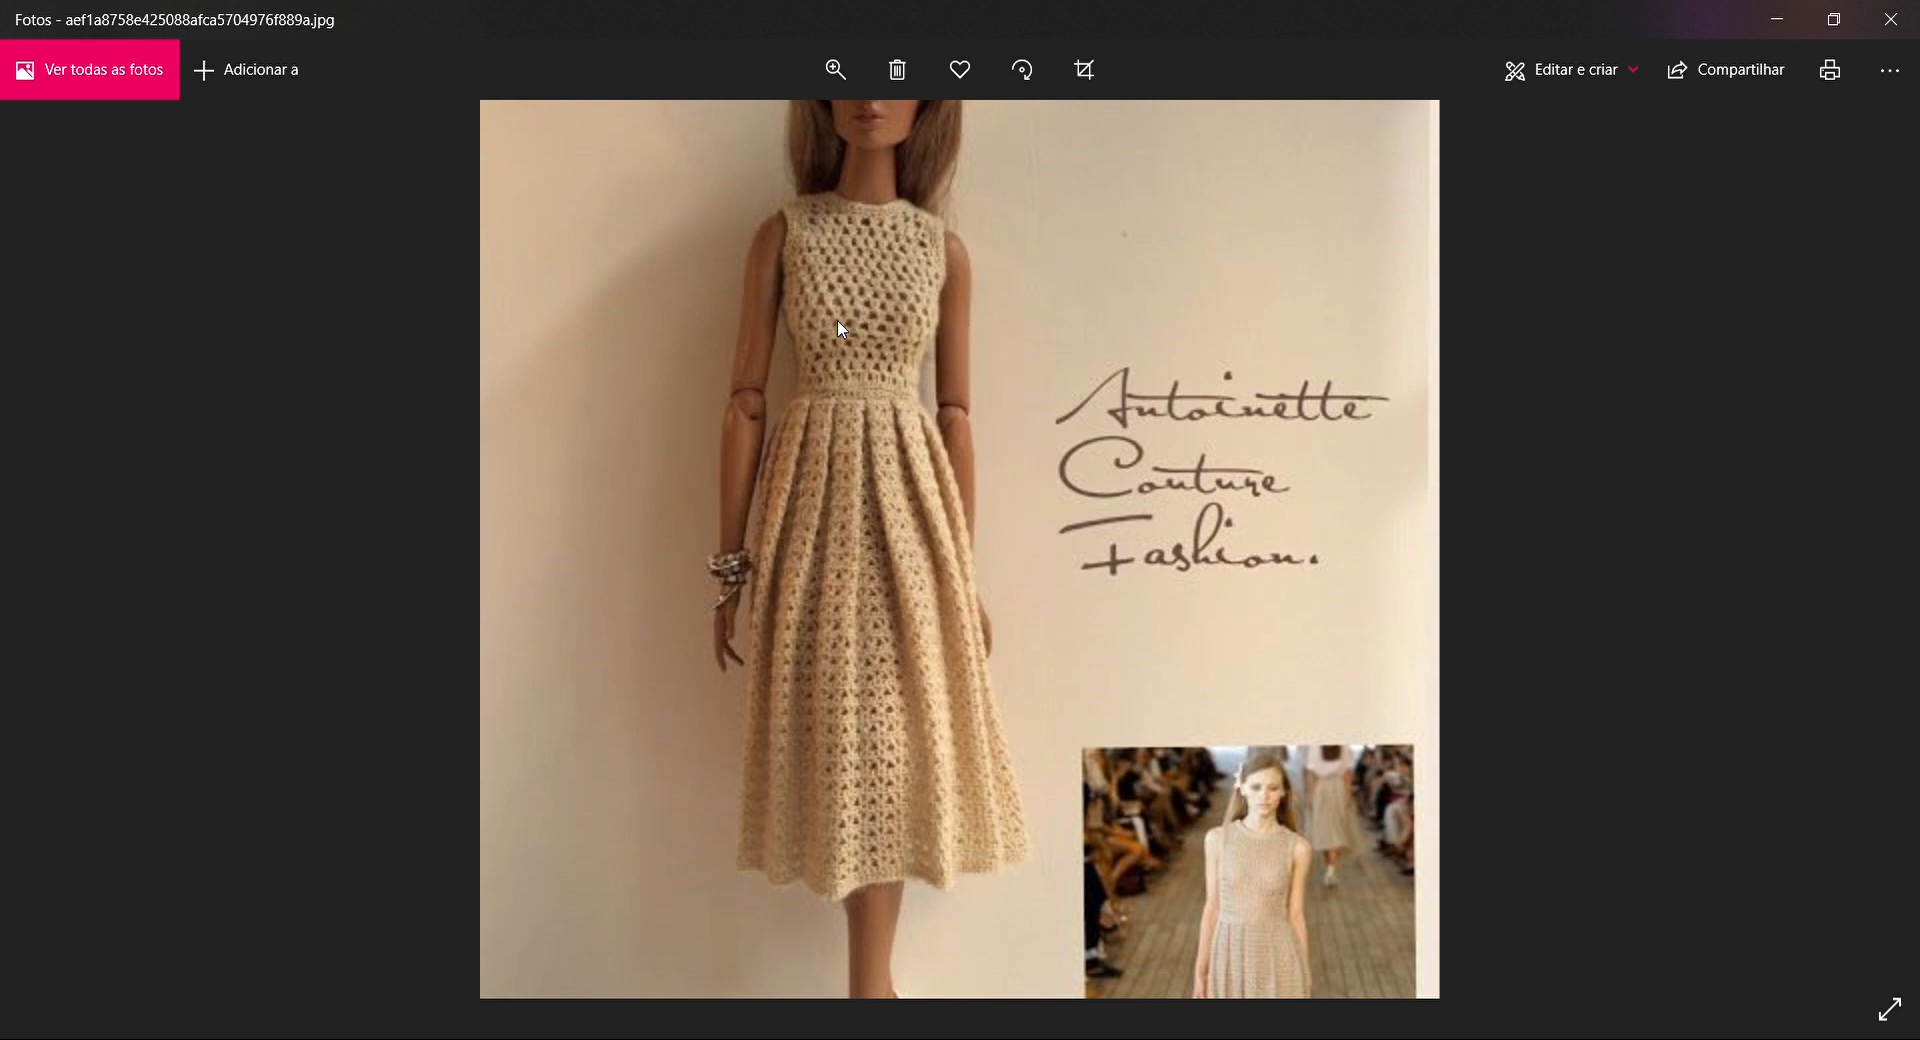 Fotos - aef1a8758e425088afca5704976f889a.jpg
Ver todas as fotos
Adicionar a
Editar e criar
Compartilhar
Antoinette
Couture
Fashion.